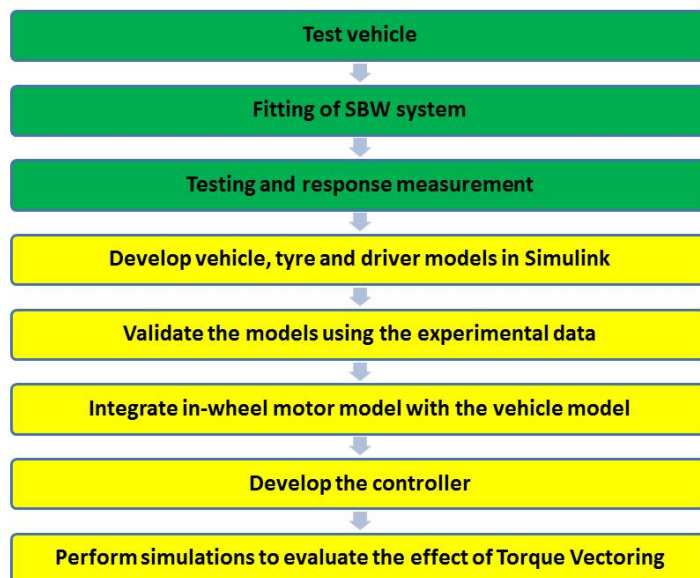 Test vehicle
Fitting of SBW system
Testing and response measurement
Develop vehicle, tyre and driver models in Simulink
Validate the models using the experimental data
Integrate in-wheel motor model with the vehicle model
Develop the controller
Perform simulations to evaluate the effect of Torque Vectoring